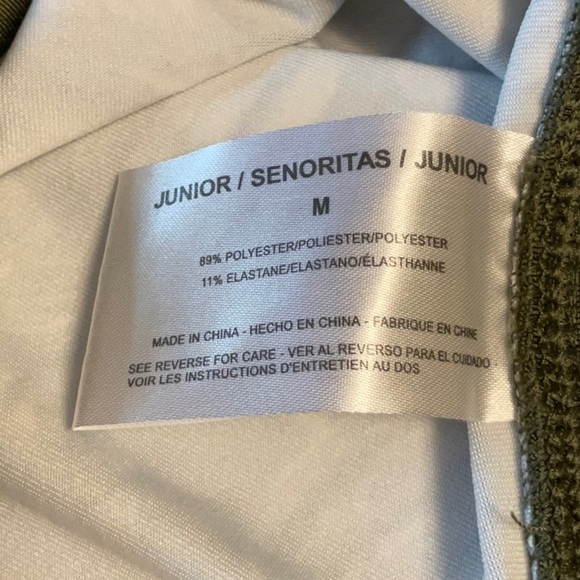 JUNIOR / SENORITAS / JUNIOR
M
89% POLYESTER/POLIESTER/POLYESTER
11% ELASTANE/ELASTANO/ÉLASTHANNE
MADE IN CHINA - HECHO EN CHINA - FABRIQUE EN CHINE
SEE REVERSE FOR CARE - VER AL REVERSO PARA EL CUIDADO -
VOIR LES INSTRUCTIONS D'ENTRETIEN AU DOS